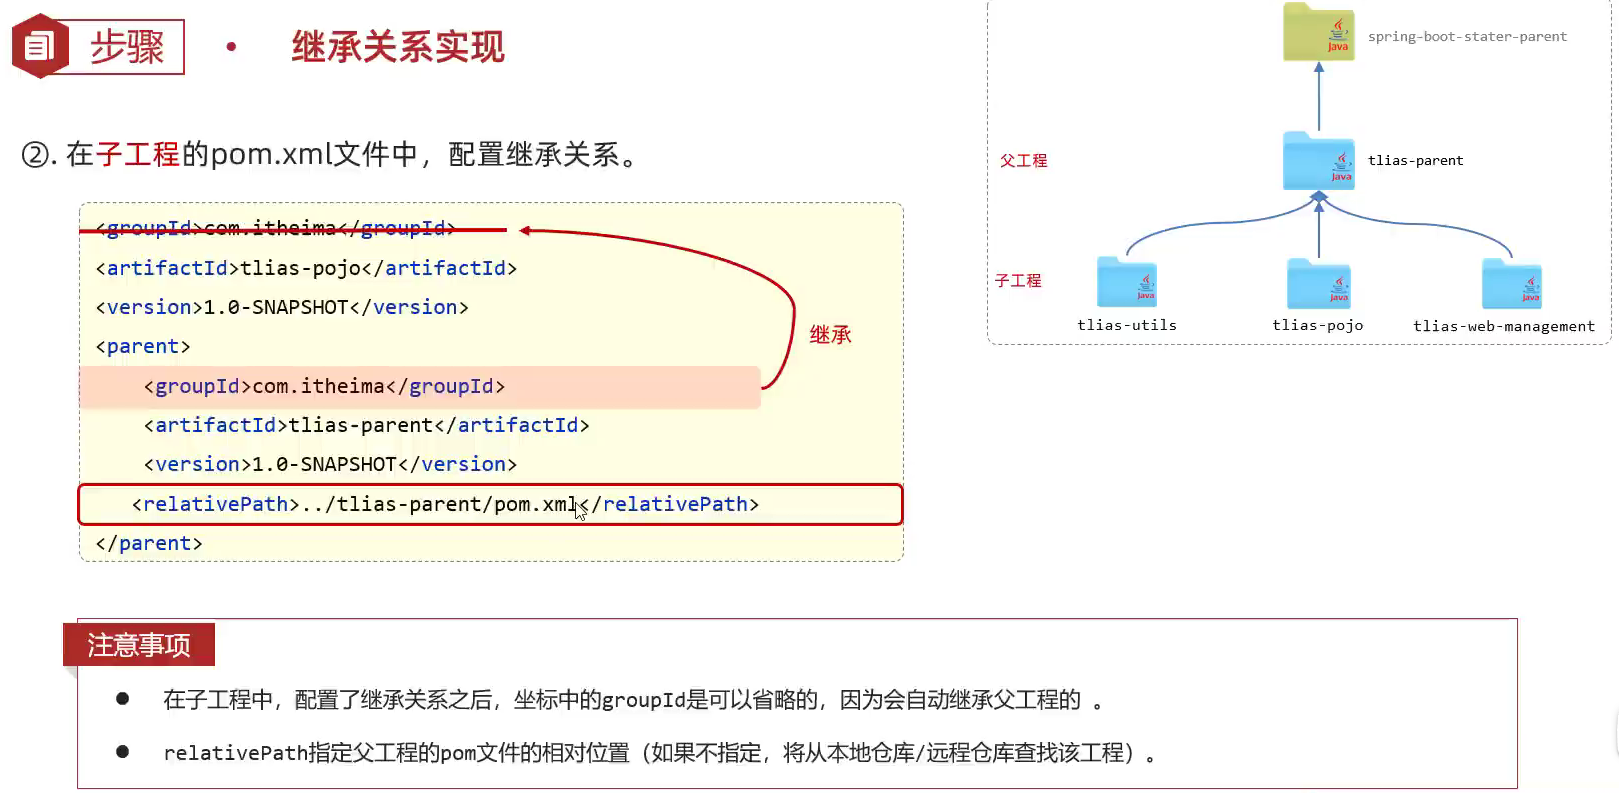 步骤
继承关系实现
②. 在子工程的pom.xml文件中，配置继承关系。
<groupId>com.itheima</groupId>
<artifactId>tlias-pojo</artifactId>
<version>1.0-SNAPSHOT</version>
<parent>
<groupId>com.itheima</groupId>
<artifactId>tlias-parent</artifactId>
<version>1.0-SNAPSHOT</version>
<relativePath>../tlias-parent/pom.xml</relativePath>
</parent>
继承
Java
spring-boot-stater-parent
父工程
Java
tlias-parent
子工程
Java
Java
Java
tlias-utils
tlias-pojo
tlias-web-management
注意事项
在子工程中，配置了继承关系之后，坐标中的groupId是可以省略的，因为会自动继承父工程的 。
relativePath指定父工程的pom文件的相对位置（如果不指定，将从本地仓库/远程仓库查找该工程）。